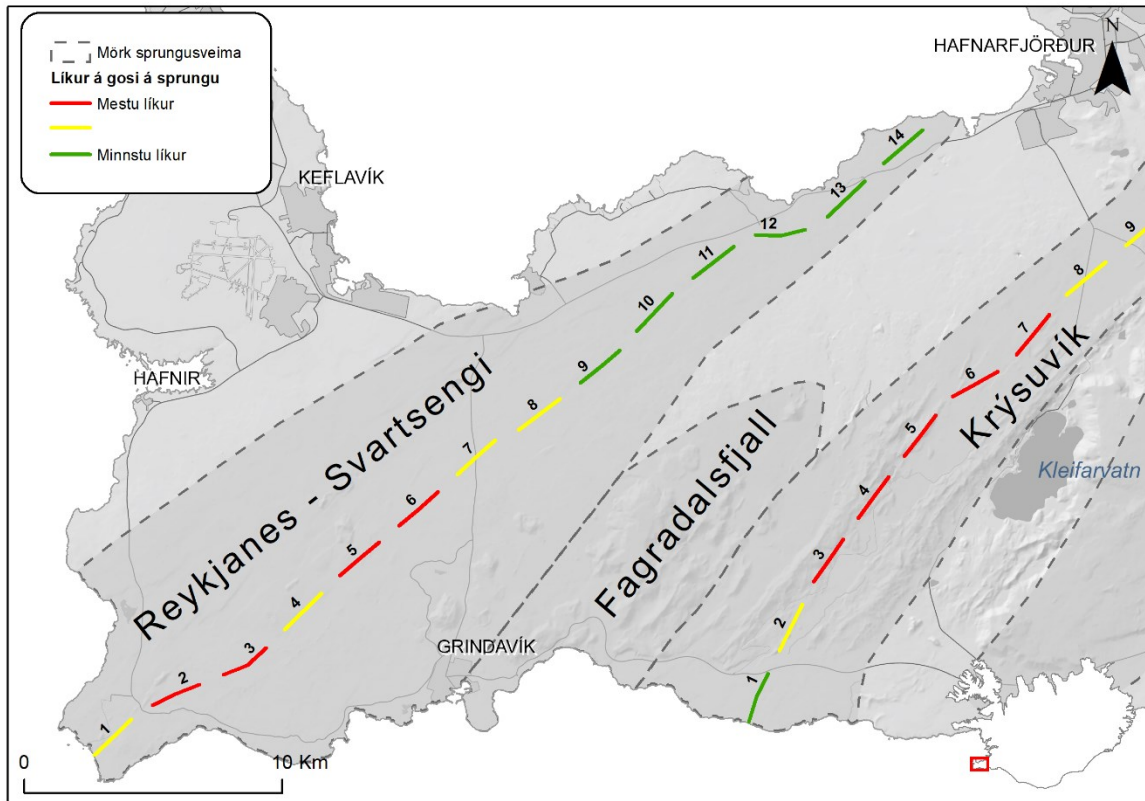 Mörk sprungusveima
Líkur á gosi á sprungu
Mestu líkur
Minnstu líkur
HAFNARFJÖRÐUR
N
KEFLAVÍK
HAFNIR
GRINDAVÍK
Reykjanes - Svartsengi
Fagradalsfjall
Krýsuvík
Kleifarvatn
1
2
3
4
5
6
7
8
9
10
11
12
13
14
1
2
3
4
5
6
7
8
9
0
10 Km